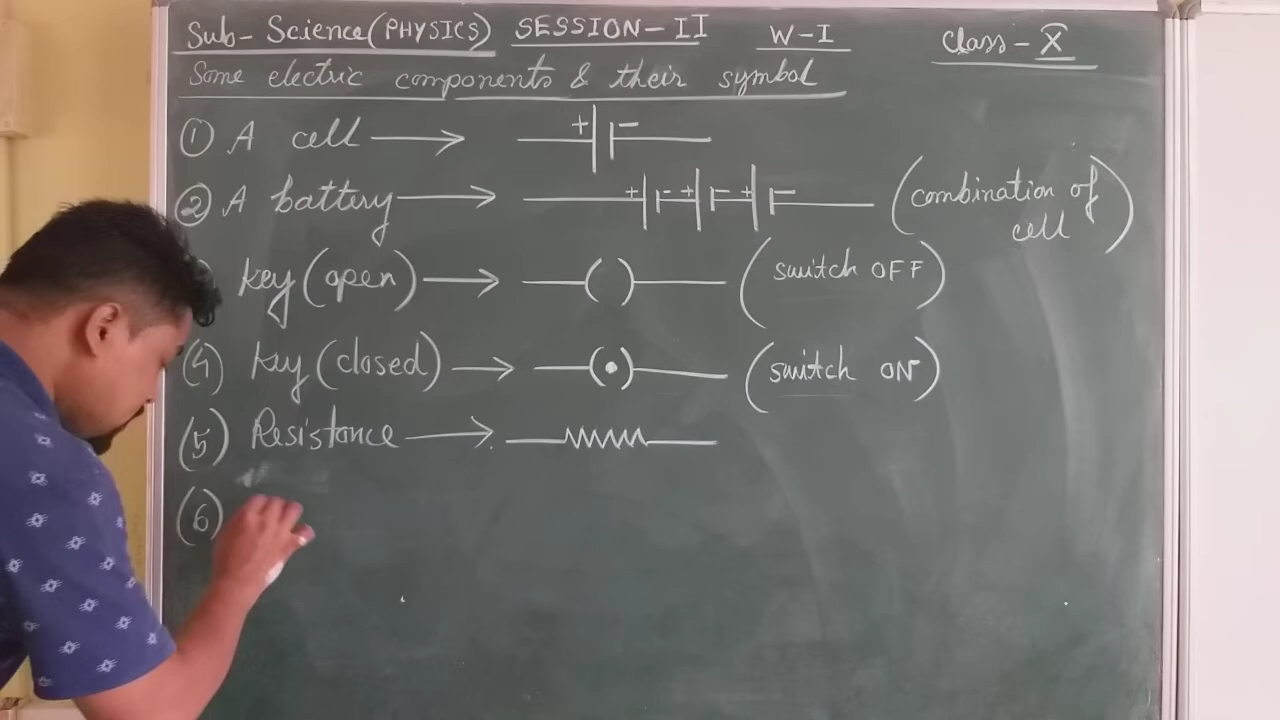 Sub- Science (PHYSICS) SESSION-II W-I Class-X
Some electric components & their symbol
① A cell → + -
② A battery → + - + - + - (combination of cell)
key (open) → ( ) (switch OFF)
(4) key (closed) → (•) (switch ON)
(5) Resistance →
(6)